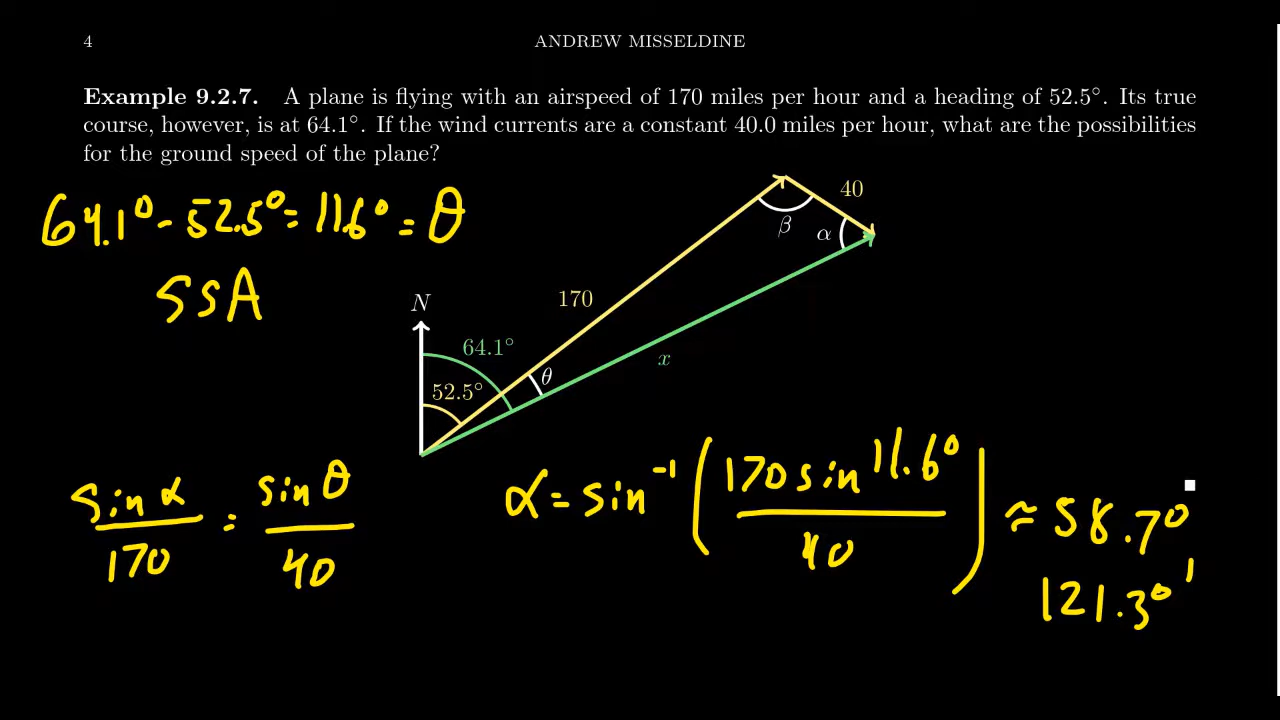 4 ANDREW MISSELDINE
Example 9.2.7. A plane is flying with an airspeed of 170 miles per hour and a heading of 52.5°. Its true
course, however, is at 64.1°. If the wind currents are a constant 40.0 miles per hour, what are the possibilities
for the ground speed of the plane?
64.1° - 52.5° = 11.6° = θ
SSA
40
β
α
170
N
64.1°
x
θ
52.5°
sin α / 170 = sin θ / 40
α = sin⁻¹ (170 sin 11.6° / 40) ≈ 58.7°,
121.3°